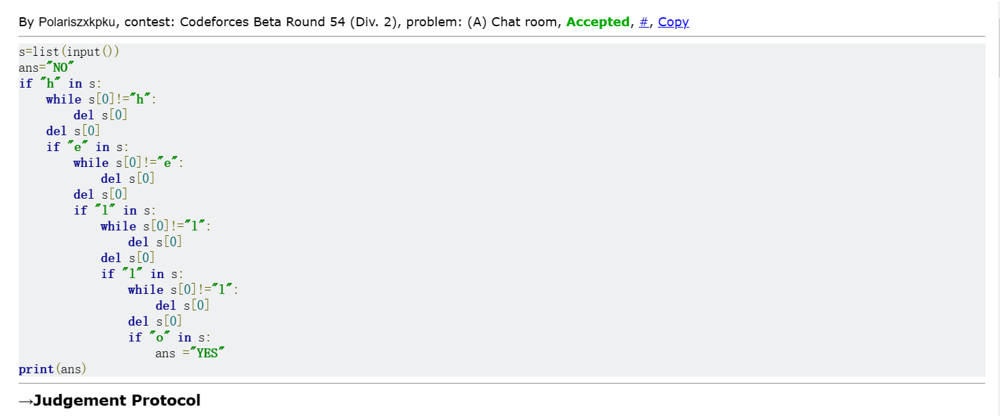 By Polariszxkpku, contest: Codeforces Beta Round 54 (Div. 2), problem: (A) Chat room, Accepted, #, Copy
s=list(input())
ans="NO"
if "h" in s:
    while s[0]!="h":
        del s[0]
    del s[0]
    if "e" in s:
        while s[0]!="e":
            del s[0]
        del s[0]
        if "l" in s:
            while s[0]!="l":
                del s[0]
            del s[0]
            if "l" in s:
                while s[0]!="l":
                    del s[0]
                del s[0]
                if "o" in s:
                    ans ="YES"
print(ans)
→Judgement Protocol